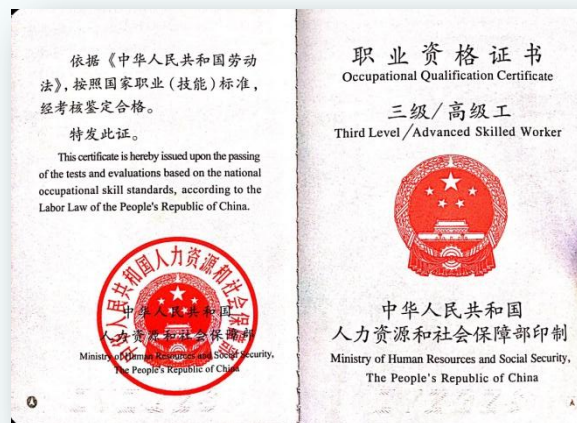 依据《中华人民共和国劳动
法》,按照国家职业(技能)标准,
经考核鉴定合格。
特发此证。
This certificate is hereby issued upon the passing
of the tests and evaluations based on the national
occupational skill standards, according to the
Labor Law of the People's Republic of China.
中华人民共和国人力资源和社会保障部
中华人民共和国
人力资源和社会保障部
Ministry of Human Resources and Social Security,
The People's Republic of China
职业资格证书
Occupational Qualification Certificate
三级/高级工
Third Level/Advanced Skilled Worker
中华人民共和国
人力资源和社会保障部印制
Ministry of Human Resources and Social Security,
The People's Republic of China